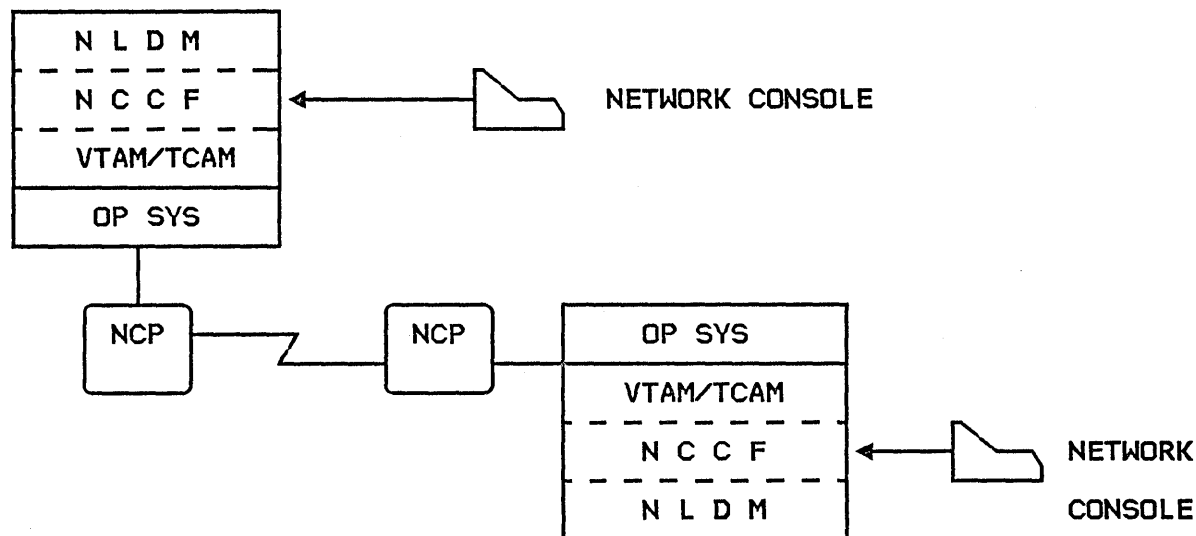 N L D M
N C C F
NETWORK CONSOLE
VTAM/TCAM
OP SYS
NCP
NCP
OP SYS
VTAM/TCAM
N C C F
NETWORK
N L D M
CONSOLE